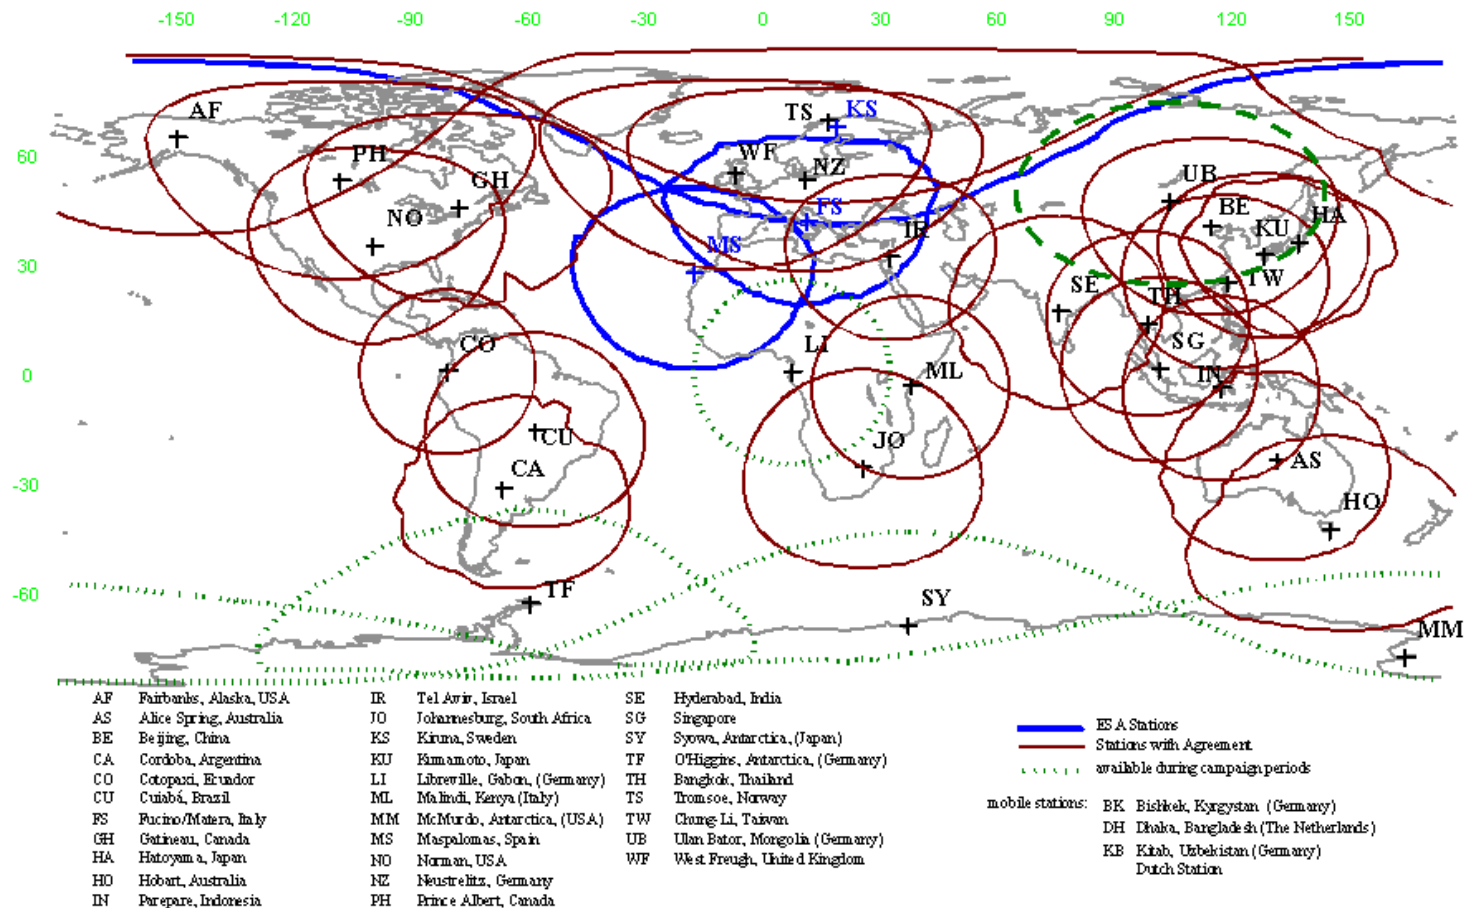 -150 -120 -90 -60 -30 0 30 60 90 120 150
AF
TS KS
60
PH
WF
NZ
GH
UB
NO
FS
BE
HA
IR
KU
30
MS
SE
TW
TH
CO
LI
SG
0
ML
IN
CU
JO
CA
AS
-30
HO
TF
SY
-60
MM
AF Fairbanks, Alaska, USA
AS Alice Spring, Australia
BE Beijing, China
CA Cordoba, Argentina
CO Cotopaxi, Ecuador
CU Cuiabá, Brazil
FS Fucino/Matera, Italy
GH Gatineau, Canada
HA Hatoyama, Japan
HO Hobart, Australia
IN Parepare, Indonesia
IR Tel Aviv, Israel
JO Johannesburg, South Africa
KS Kiruna, Sweden
KU Kumamoto, Japan
LI Libreville, Gabon, (Germany)
ML Malindi, Kenya (Italy)
MM McMurdo, Antarctica, (USA)
MS Maspalomas, Spain
NO Norman, USA
NZ Neustrelitz, Germany
PH Prince Albert, Canada
SE Hyderabad, India
SG Singapore
SY Syowa, Antarctica, (Japan)
TF O'Higgins, Antarctica, (Germany)
TH Bangkok, Thailand
TS Tromsoe, Norway
TW Chung-Li, Taiwan
UB Ulan Bator, Mongolia (Germany)
WF West Freugh, United Kingdom
ESA Stations
Stations with Agreement
available during campaign periods
mobile stations: BK Bishkek, Kyrgystan (Germany)
DH Dhaka, Bangladesh (The Netherlands)
KB Kitab, Uzbekistan (Germany)
Dutch Station